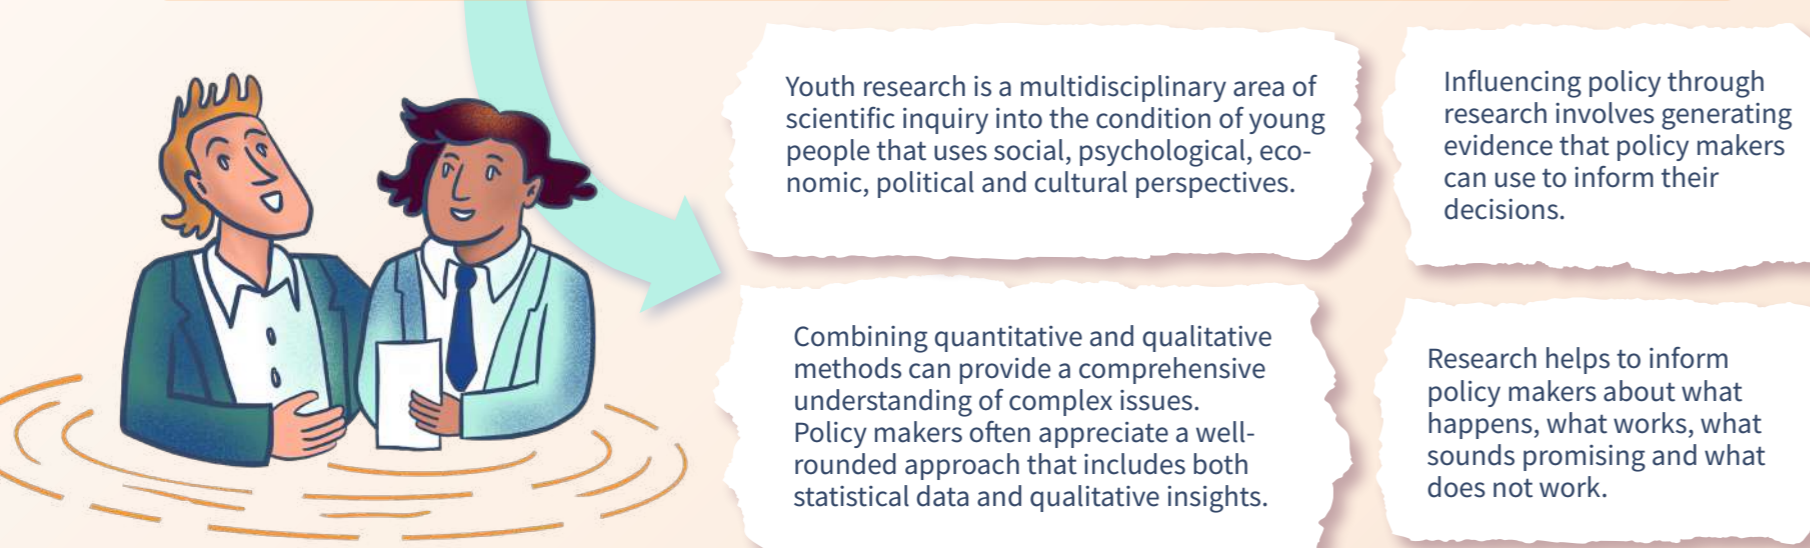 Youth research is a multidisciplinary area of
scientific inquiry into the condition of young
people that uses social, psychological, eco-
nomic, political and cultural perspectives.
Influencing policy through
research involves generating
evidence that policy makers
can use to inform their
decisions.
Combining quantitative and qualitative
methods can provide a comprehensive
understanding of complex issues.
Policy makers often appreciate a well-
rounded approach that includes both
statistical data and qualitative insights.
Research helps to inform
policy makers about what
happens, what works, what
sounds promising and what
does not work.